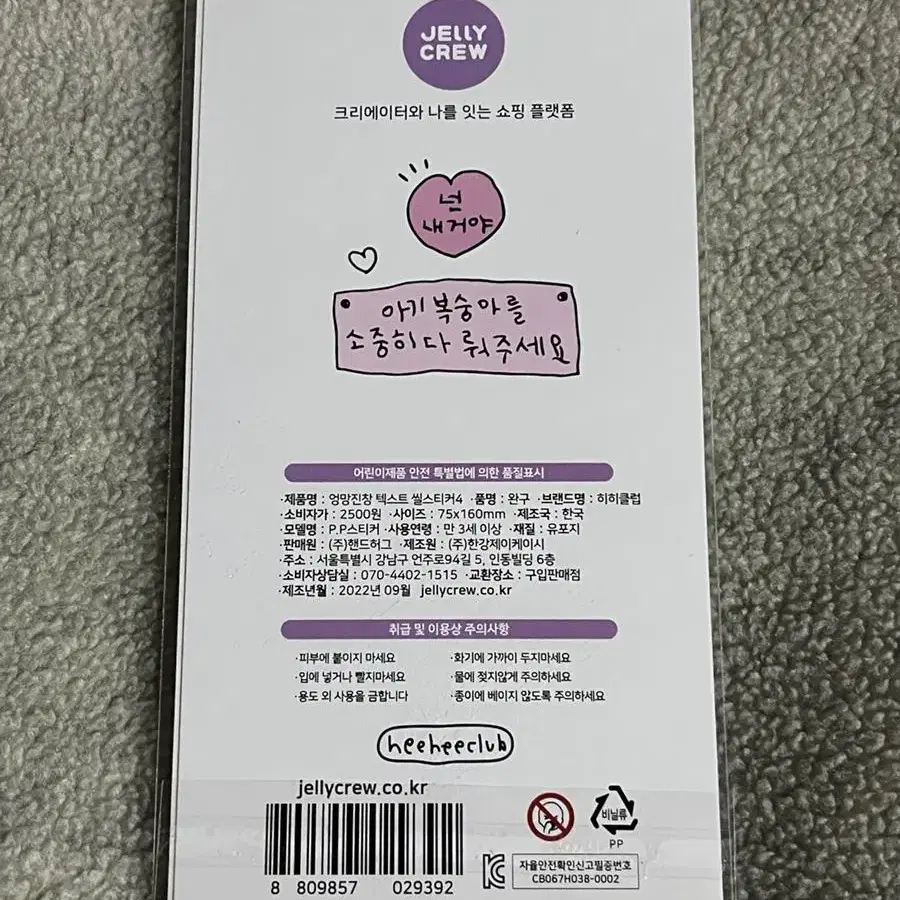 JELLY
CREW
크리에이터와 나를 잇는 쇼핑 플랫폼
넌
내거야
아기 복숭아를
소중히 다뤄주세요
어린이제품 안전 특별법에 의한 품질표시
·제품명 : 엉망진창 텍스트 씰스티커4 ·품명 : 완구 ·브랜드명 : 히히클럽
·소비자가 : 2500원 ·사이즈 : 75x160mm ·제조국 : 한국
·모델명 : P.P스티커 ·사용연령 : 만 3세 이상 ·재질 : 유포지
·판매원 : (주)핸드허그 ·제조원 : (주)한강제이케이시
·주소 : 서울특별시 강남구 언주로94길 5, 인동빌딩 6층
·소비자상담실 : 070-4402-1515 ·교환장소 : 구입판매점
·제조년월 : 2022년 09월 jellycrew.co.kr
취급 및 이용상 주의사항
·피부에 붙이지 마세요 ·화기에 가까이 두지마세요
·입에 넣거나 빨지마세요 ·물에 젖지않게 주의하세요
·용도 외 사용을 금합니다 ·종이에 베이지 않도록 주의하세요
heeheeclub
jellycrew.co.kr
비닐류
PP
자율안전확인신고필증번호
CB067H038-0002
8 809857 029392